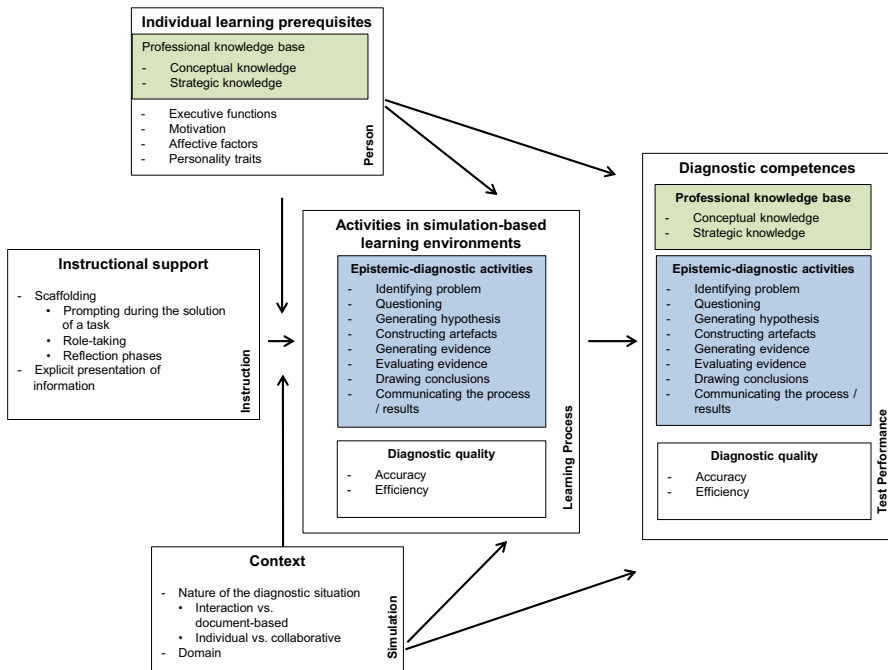 Individual learning prerequisites
Professional knowledge base
- Conceptual knowledge
- Strategic knowledge
- Executive functions
- Motivation
- Affective factors
- Personality traits
Person
Instructional support
- Scaffolding
• Prompting during the solution
of a task
• Role-taking
• Reflection phases
- Explicit presentation of
information
Instruction
Activities in simulation-based
learning environments
Epistemic-diagnostic activities
- Identifying problem
- Questioning
- Generating hypothesis
- Constructing artefacts
- Generating evidence
- Evaluating evidence
- Drawing conclusions
- Communicating the process
/ results
Diagnostic quality
- Accuracy
- Efficiency
Learning Process
Diagnostic competences
Professional knowledge base
- Conceptual knowledge
- Strategic knowledge
Epistemic-diagnostic activities
- Identifying problem
- Questioning
- Generating hypothesis
- Constructing artefacts
- Generating evidence
- Evaluating evidence
- Drawing conclusions
- Communicating the process /
results
Diagnostic quality
- Accuracy
- Efficiency
Test Performance
Context
- Nature of the diagnostic situation
• Interaction vs.
document-based
• Individual vs. collaborative
- Domain
Simulation